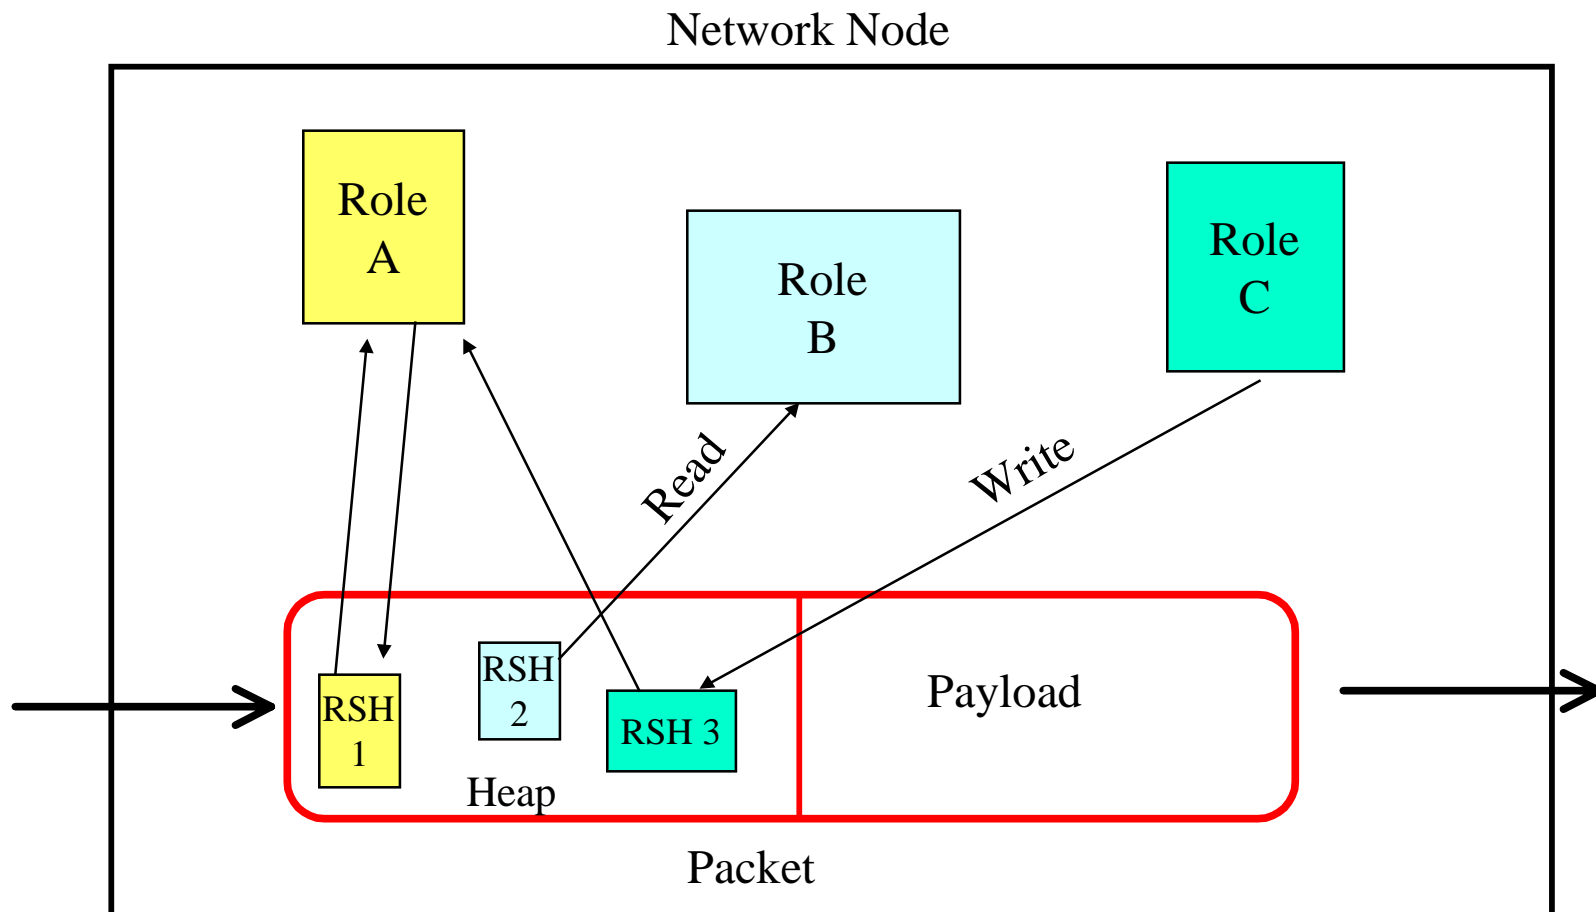 Network Node
Role
A
Role
B
Role
C
Read
Write
RSH
1
RSH
2
RSH 3
Payload
Heap
Packet